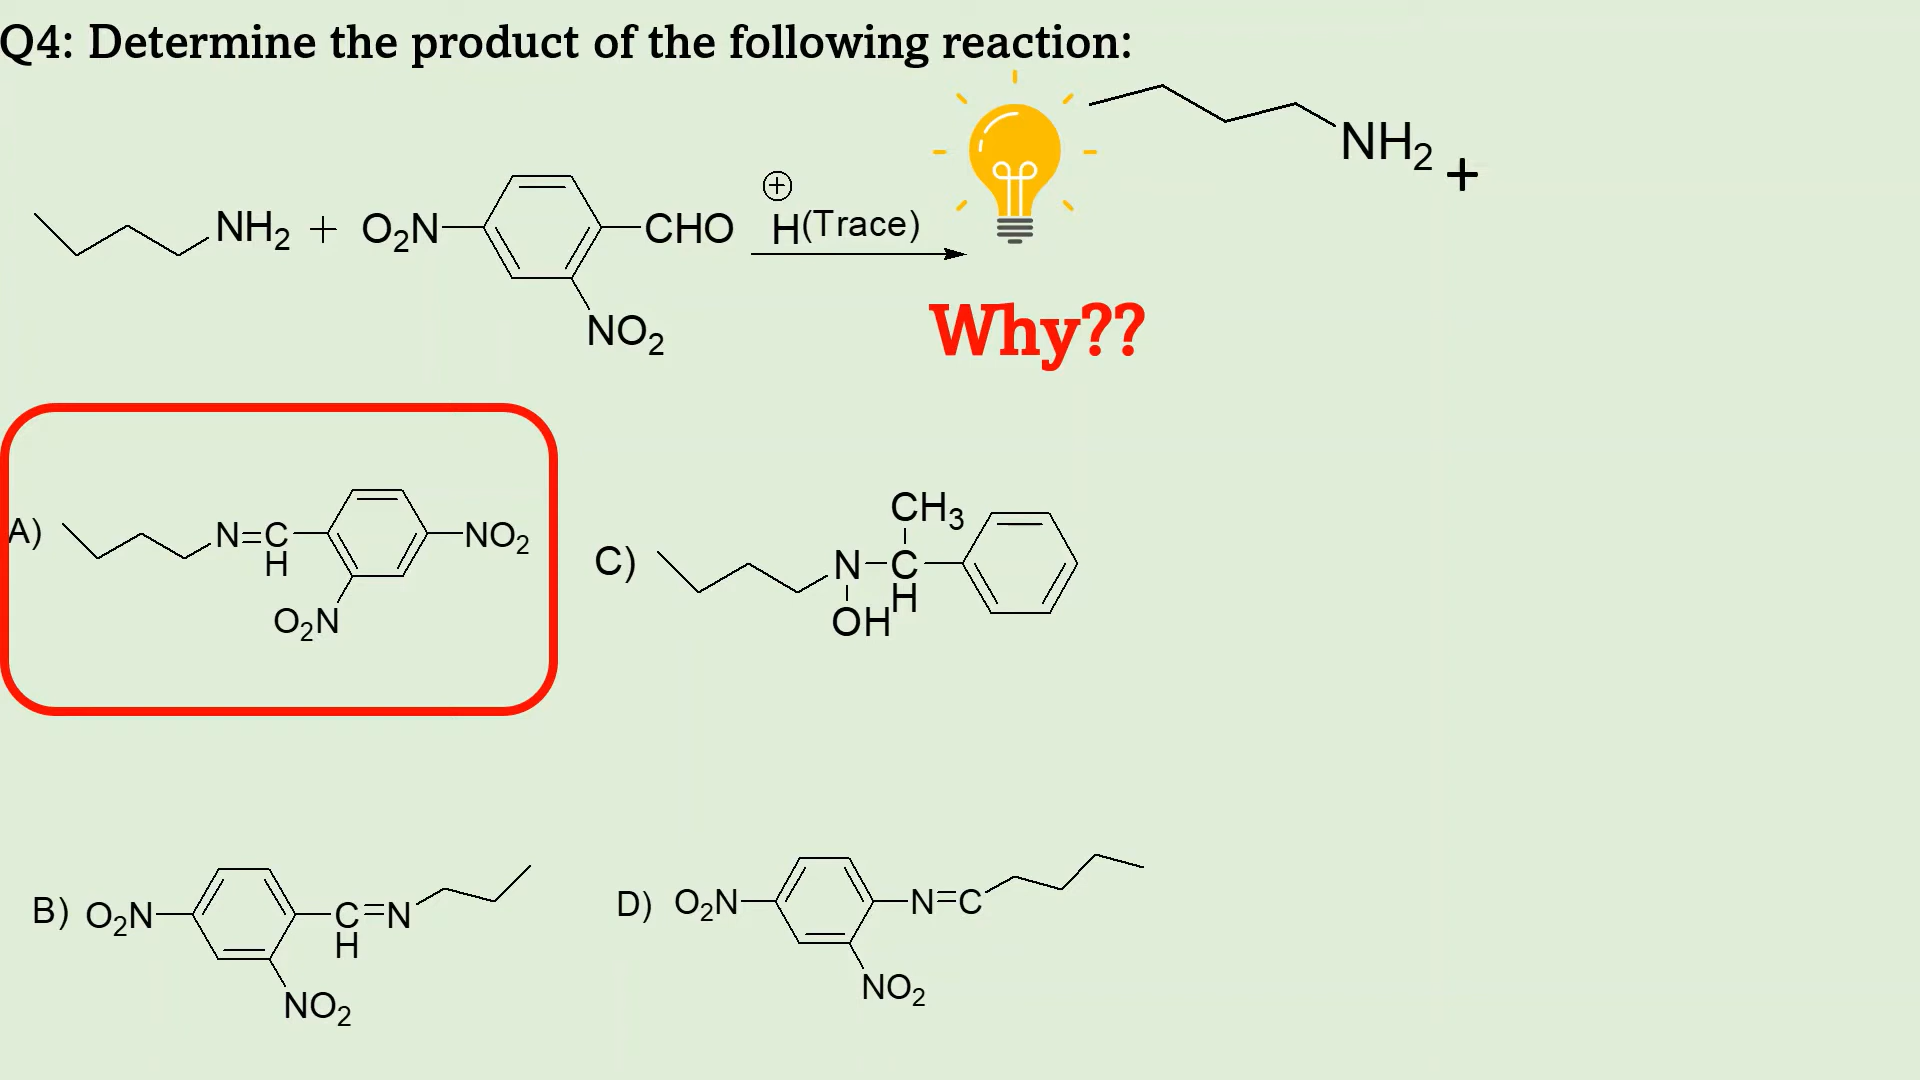 Q4: Determine the product of the following reaction:
NH2 +
NH2 + O2N CHO NO2 ⊕ H(Trace)
Why??
A) N=C H NO2 O2N
C) N C CH3 H OH
B) O2N C=N H NO2
D) O2N N=C NO2